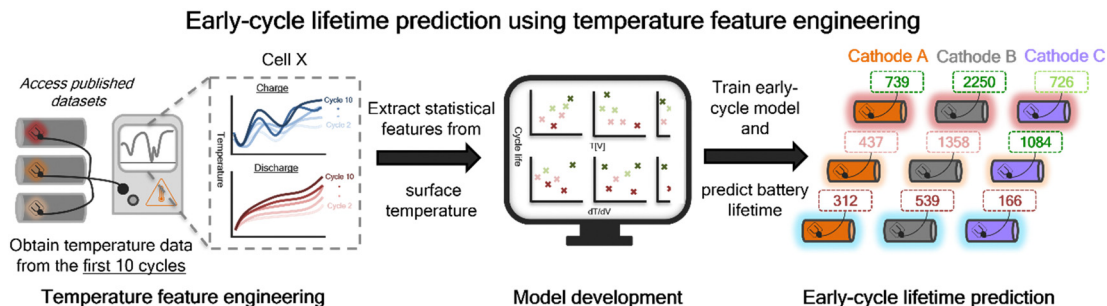 Early-cycle lifetime prediction using temperature feature engineering
Access published
datasets
Obtain temperature data
from the first 10 cycles
Cell X
Charge
Cycle 10
Cycle 2
Temperature
Discharge
Cycle 10
Cycle 2
Temperature feature engineering
Extract statistical
features from
surface
temperature
Cycle life
T[V]
dT/dV
Model development
Train early-
cycle model
and
predict battery
lifetime
Cathode A Cathode B Cathode C
739 2250 726
437 1358 1084
312 539 166
Early-cycle lifetime prediction